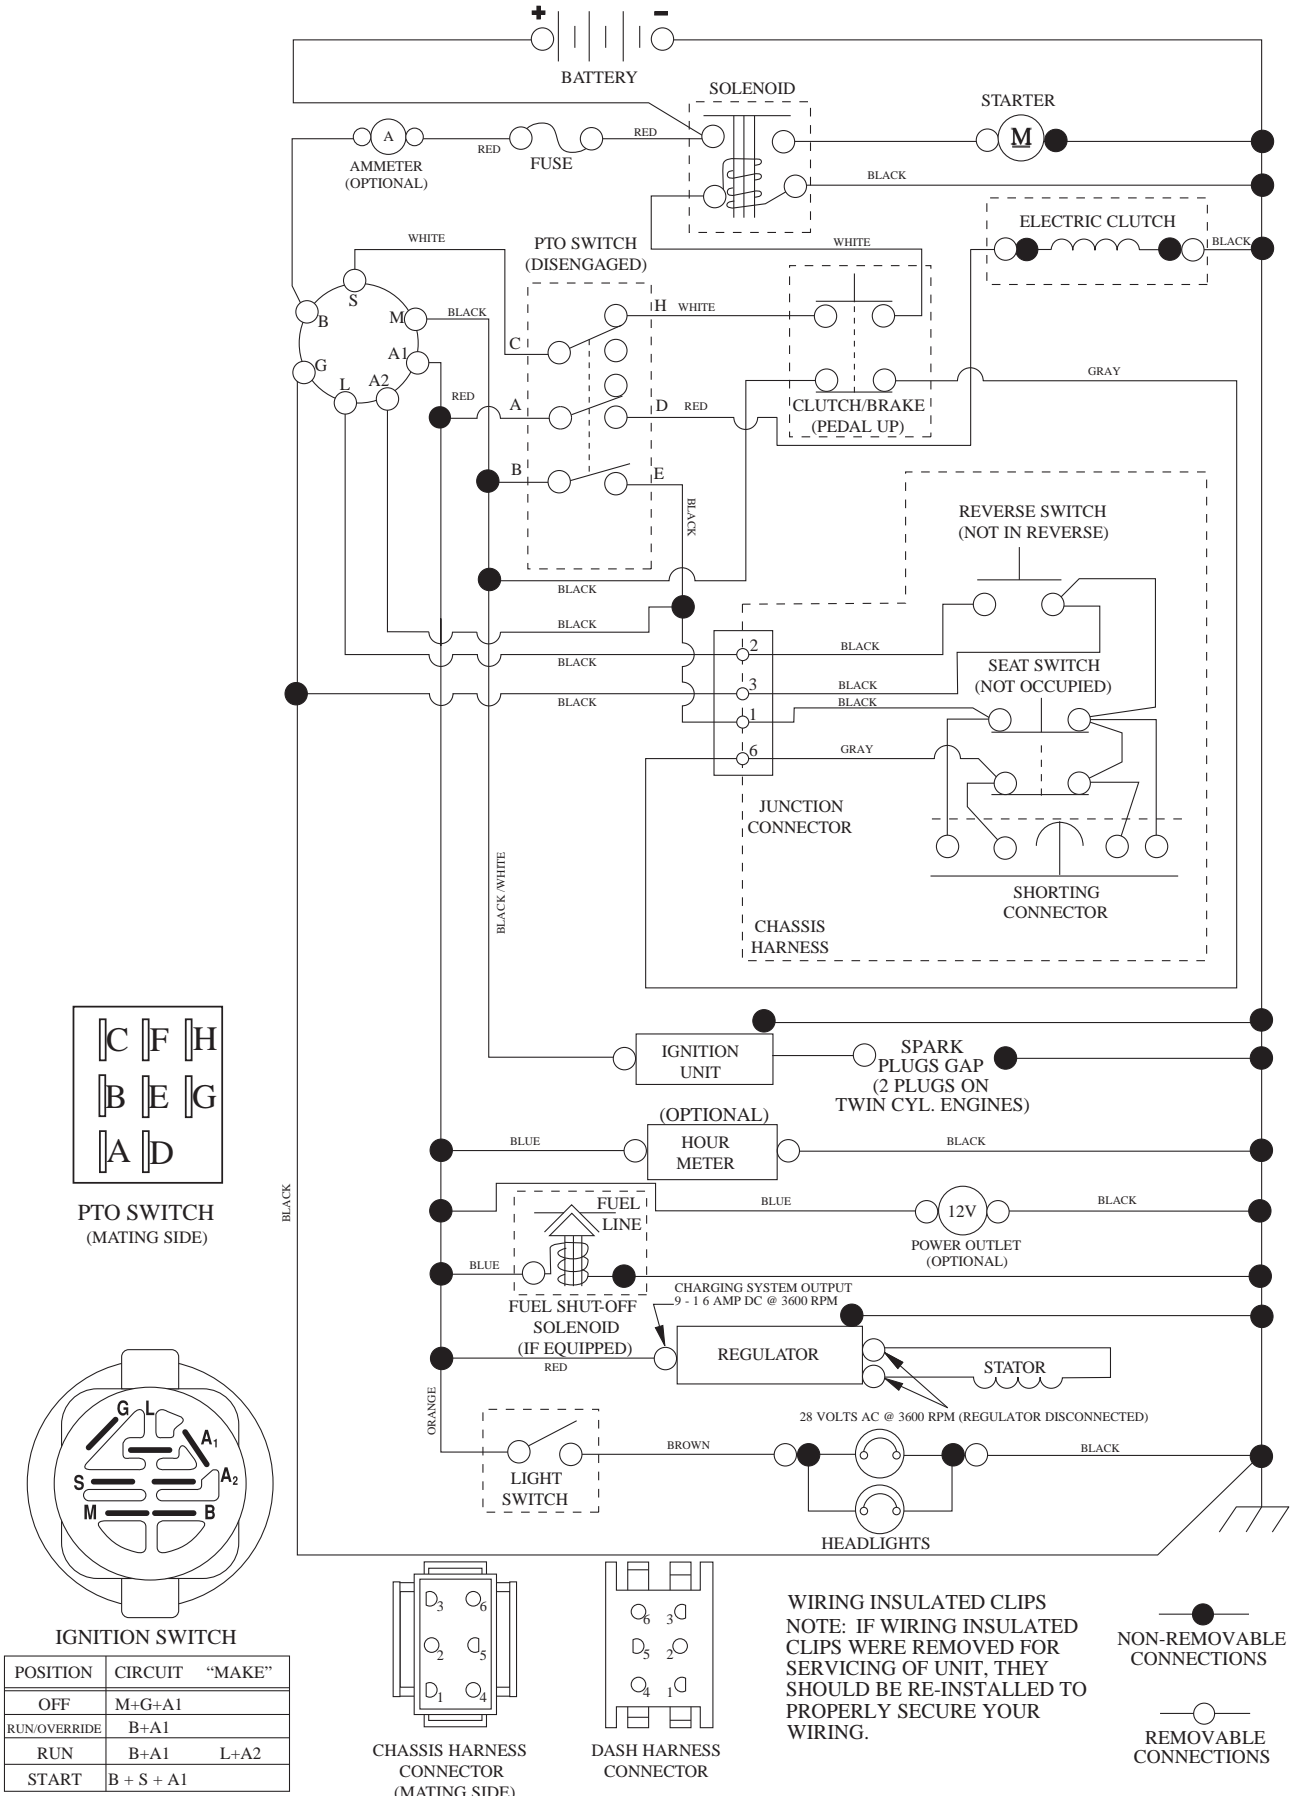 + −
BATTERY
SOLENOID
STARTER
A
AMMETER
(OPTIONAL)
RED
FUSE
RED
M
BLACK
ELECTRIC CLUTCH
BLACK
WHITE
PTO SWITCH
(DISENGAGED)
WHITE
S
B
M
BLACK
G
A1
L
A2
H
WHITE
C
RED
A
D
RED
B
E
BLACK
GRAY
CLUTCH/BRAKE
(PEDAL UP)
REVERSE SWITCH
(NOT IN REVERSE)
BLACK
BLACK
BLACK
BLACK
2
BLACK
3
BLACK
1
BLACK
6
GRAY
SEAT SWITCH
(NOT OCCUPIED)
JUNCTION
CONNECTOR
SHORTING
CONNECTOR
CHASSIS
HARNESS
BLACK/WHITE
C F H
B E G
A D
PTO SWITCH
(MATING SIDE)
BLACK
IGNITION
UNIT
SPARK
PLUGS GAP
(2 PLUGS ON
TWIN CYL. ENGINES)
(OPTIONAL)
BLUE
HOUR
METER
BLACK
BLUE
12V
BLACK
POWER OUTLET
(OPTIONAL)
FUEL
LINE
BLUE
FUEL SHUT-OFF
SOLENOID
(IF EQUIPPED)
CHARGING SYSTEM OUTPUT
9 - 1 6 AMP DC @ 3600 RPM
RED
REGULATOR
STATOR
28 VOLTS AC @ 3600 RPM (REGULATOR DISCONNECTED)
ORANGE
LIGHT
SWITCH
BROWN
BLACK
HEADLIGHTS
G L
A1
S
A2
M
B
IGNITION SWITCH
POSITION CIRCUIT “MAKE”
OFF M+G+A1
RUN/OVERRIDE B+A1
RUN B+A1 L+A2
START B + S + A1
3 6
2 5
1 4
CHASSIS HARNESS
CONNECTOR
(MATING SIDE)
6 3
5 2
4 1
DASH HARNESS
CONNECTOR
WIRING INSULATED CLIPS
NOTE: IF WIRING INSULATED
CLIPS WERE REMOVED FOR
SERVICING OF UNIT, THEY
SHOULD BE RE-INSTALLED TO
PROPERLY SECURE YOUR
WIRING.
NON-REMOVABLE
CONNECTIONS
REMOVABLE
CONNECTIONS